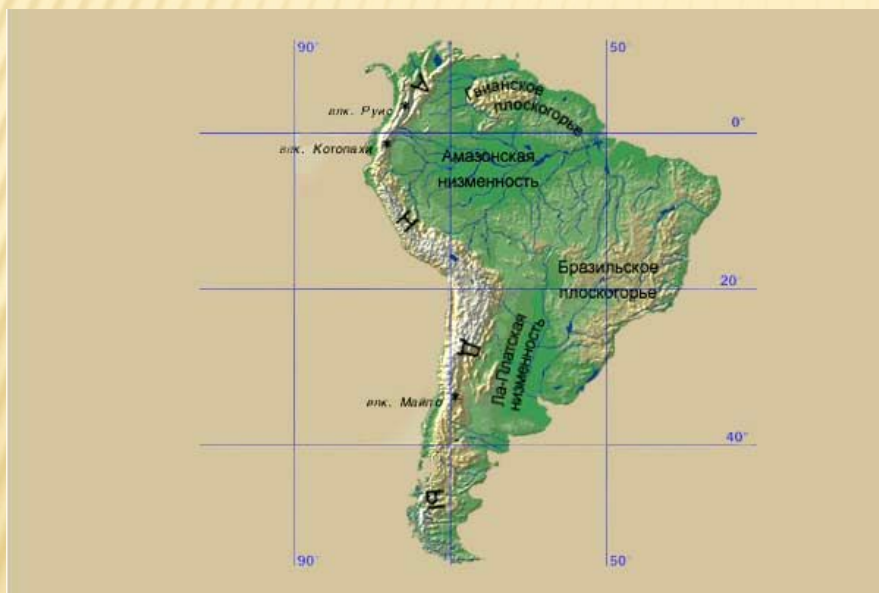 90°
50°
А
Гвианское
плоскогорье
влк. Руис
0°
влк. Котопахи
Амазонская
низменность
Н
Бразильское
20°
плоскогорье
Д
Ла-Платская
низменность
влк. Майпо
40°
Ы
90°
50°